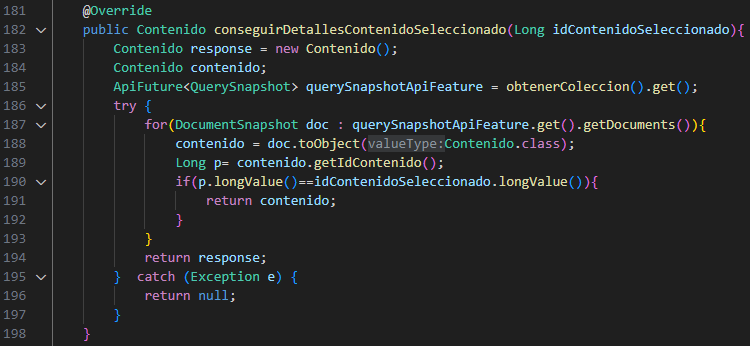 181 @Override
182 public Contenido conseguirDetallesContenidoSeleccionado(Long idContenidoSeleccionado){
183 Contenido response = new Contenido();
184 Contenido contenido;
185 ApiFuture<QuerySnapshot> querySnapshotApiFeature = obtenerColeccion().get();
186 try {
187 for(DocumentSnapshot doc : querySnapshotApiFeature.get().getDocuments()){
188 contenido = doc.toObject(valueType:Contenido.class);
189 Long p= contenido.getIdContenido();
190 if(p.longValue()==idContenidoSeleccionado.longValue()){
191 return contenido;
192 }
193 }
194 return response;
195 } catch (Exception e) {
196 return null;
197 }
198 }